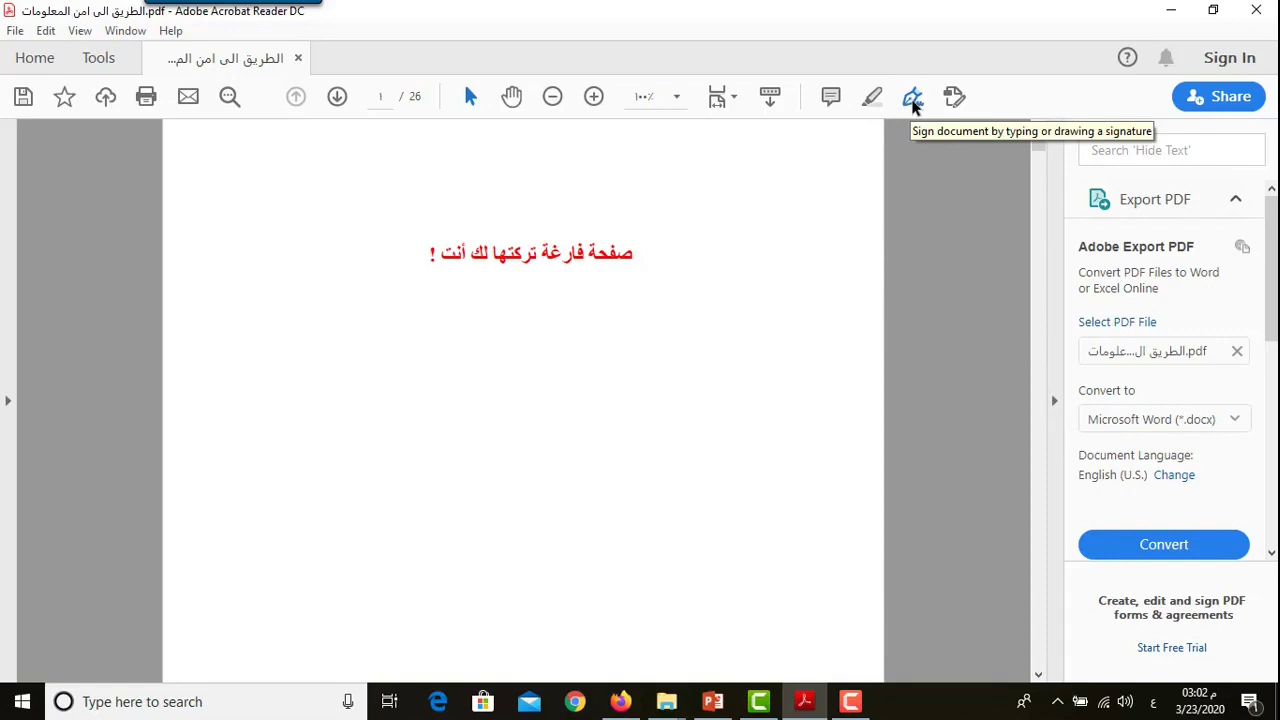 الطريق الى امن المعلومات.pdf - Adobe Acrobat Reader DC
File Edit View Window Help
Home Tools الطريق الى امن الم... Sign In
١ / 26 ١٠٠٪ Share
Sign document by typing or drawing a signature
Search 'Hide Text'
Export PDF
صفحة فارغة تركتها لك أنت !
Adobe Export PDF
Convert PDF Files to Word
or Excel Online
Select PDF File
الطريق ال...علومات.pdf
Convert to
Microsoft Word (*.docx)
Document Language:
English (U.S.) Change
Convert
Create, edit and sign PDF
forms & agreements
Start Free Trial
Type here to search ع 03:02 م
3/23/2020 1